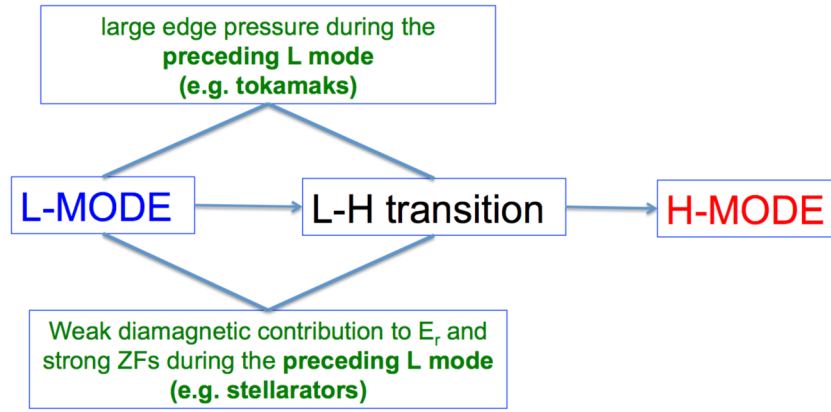 large edge pressure during the
preceding L mode
(e.g. tokamaks)
L-MODE
L-H transition
H-MODE
Weak diamagnetic contribution to Er and
strong ZFs during the preceding L mode
(e.g. stellarators)